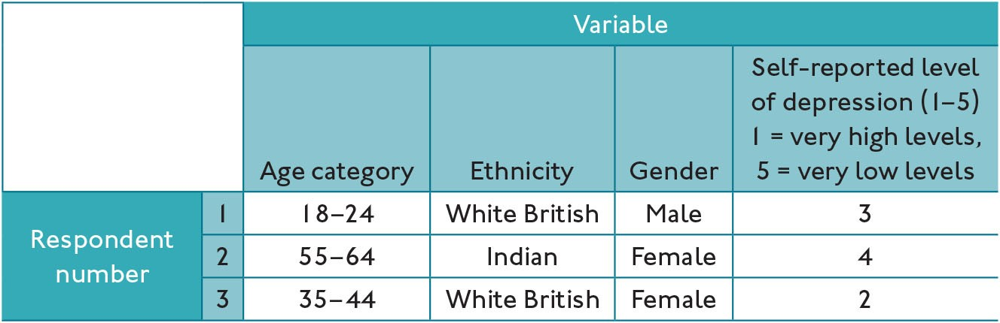 Variable
Age category
Ethnicity
Gender
Self-reported level
of depression (1–5)
1 = very high levels,
5 = very low levels
Respondent
number
1
18–24
White British
Male
3
2
55–64
Indian
Female
4
3
35–44
White British
Female
2